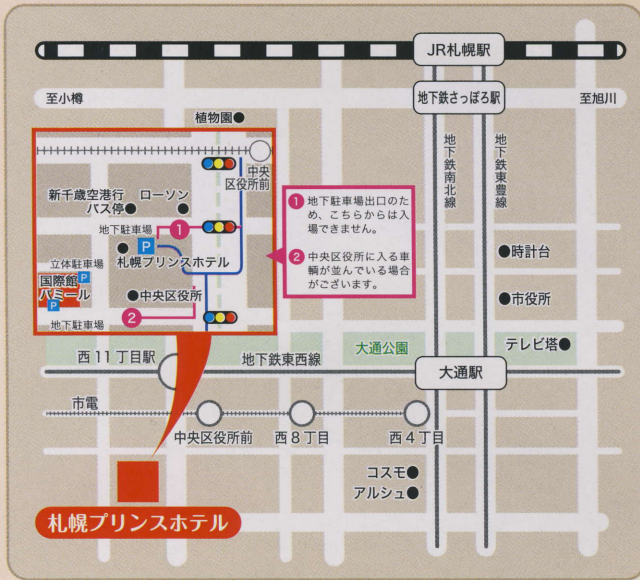 JR札幌駅
至小樽
地下鉄さっぽろ駅
至旭川
植物園
中央
区役所前
新千歳空港行
バス停
ローソン
地下駐車場
1
P
札幌プリンスホテル
立体駐車場
P
国際館
パミール
P
中央区役所
地下駐車場
2
1 地下駐車場出口のた
め、こちらからは入
場できません。
2 中央区役所に入る車
輌が並んでいる場合
がございます。
地下鉄南北線
地下鉄東豊線
時計台
市役所
テレビ塔
大通公園
西11丁目駅
地下鉄東西線
大通駅
市電
中央区役所前
西8丁目
西4丁目
コスモ
アルシュ
札幌プリンスホテル